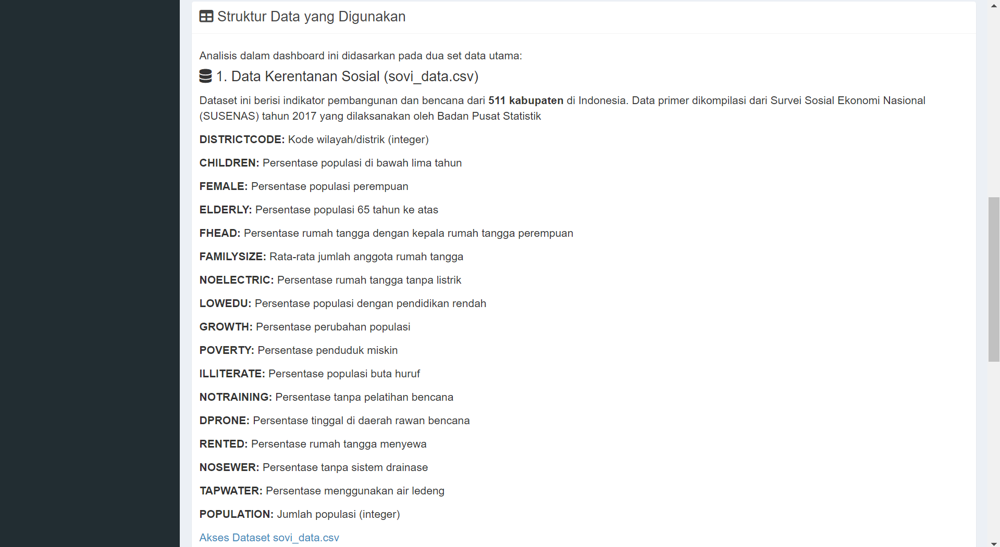 Struktur Data yang Digunakan
Analisis dalam dashboard ini didasarkan pada dua set data utama:
1. Data Kerentanan Sosial (sovi_data.csv)
Dataset ini berisi indikator pembangunan dan bencana dari 511 kabupaten di Indonesia. Data primer dikompilasi dari Survei Sosial Ekonomi Nasional
(SUSENAS) tahun 2017 yang dilaksanakan oleh Badan Pusat Statistik
DISTRICTCODE: Kode wilayah/distrik (integer)
CHILDREN: Persentase populasi di bawah lima tahun
FEMALE: Persentase populasi perempuan
ELDERLY: Persentase populasi 65 tahun ke atas
FHEAD: Persentase rumah tangga dengan kepala rumah tangga perempuan
FAMILYSIZE: Rata-rata jumlah anggota rumah tangga
NOELECTRIC: Persentase rumah tangga tanpa listrik
LOWEDU: Persentase populasi dengan pendidikan rendah
GROWTH: Persentase perubahan populasi
POVERTY: Persentase penduduk miskin
ILLITERATE: Persentase populasi buta huruf
NOTRAINING: Persentase tanpa pelatihan bencana
DPRONE: Persentase tinggal di daerah rawan bencana
RENTED: Persentase rumah tangga menyewa
NOSEWER: Persentase tanpa sistem drainase
TAPWATER: Persentase menggunakan air ledeng
POPULATION: Jumlah populasi (integer)
Akses Dataset sovi_data.csv